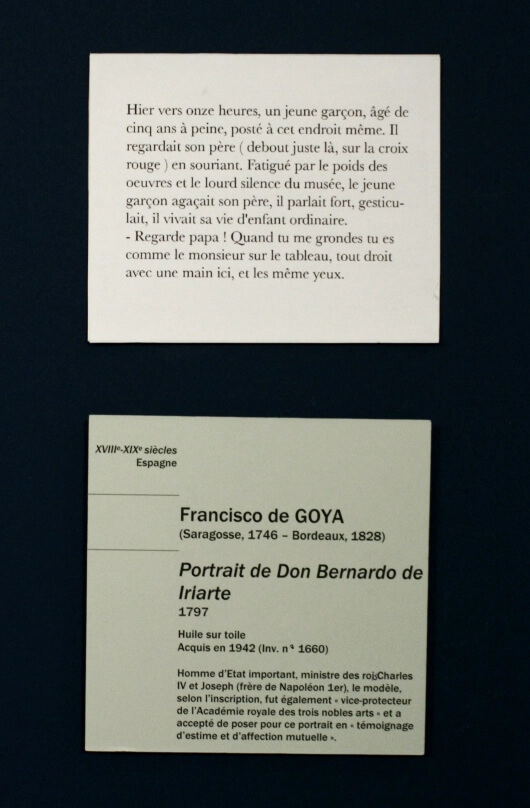 Hier vers onze heures, un jeune garçon, âgé de
cinq ans à peine, posté à cet endroit même. Il
regardait son père ( debout juste là, sur la croix
rouge ) en souriant. Fatigué par le poids des
oeuvres et le lourd silence du musée, le jeune
garçon agaçait son père, il parlait fort, gesticu-
lait, il vivait sa vie d'enfant ordinaire.
- Regarde papa ! Quand tu me grondes tu es
comme le monsieur sur le tableau, tout droit
avec une main ici, et les même yeux.
XVIIIᵉ-XIXᵉ siècles
Espagne
Francisco de GOYA
(Saragosse, 1746 – Bordeaux, 1828)
Portrait de Don Bernardo de
Iriarte
1797
Huile sur toile
Acquis en 1942 (Inv. n° 1660)
Homme d'Etat important, ministre des rois Charles
IV et Joseph (frère de Napoléon 1er), le modèle,
selon l'inscription, fut également « vice-protecteur
de l'Académie royale des trois nobles arts » et a
accepté de poser pour ce portrait en « témoignage
d'estime et d'affection mutuelle ».